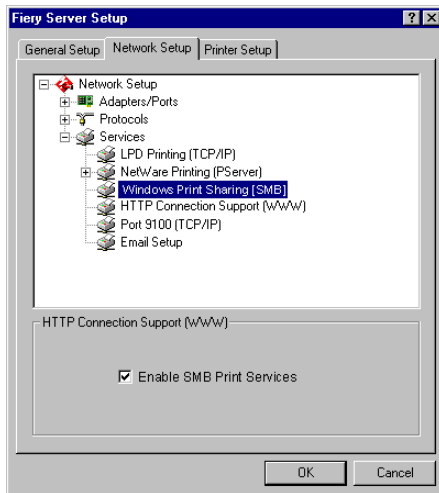 Fiery Server Setup
General Setup Network Setup Printer Setup
Network Setup
Adapters/Ports
Protocols
Services
LPD Printing (TCP/IP)
NetWare Printing (PServer)
Windows Print Sharing [SMB]
HTTP Connection Support (WWW)
Port 9100 (TCP/IP)
Email Setup
HTTP Connection Support (WWW)
Enable SMB Print Services
OK Cancel